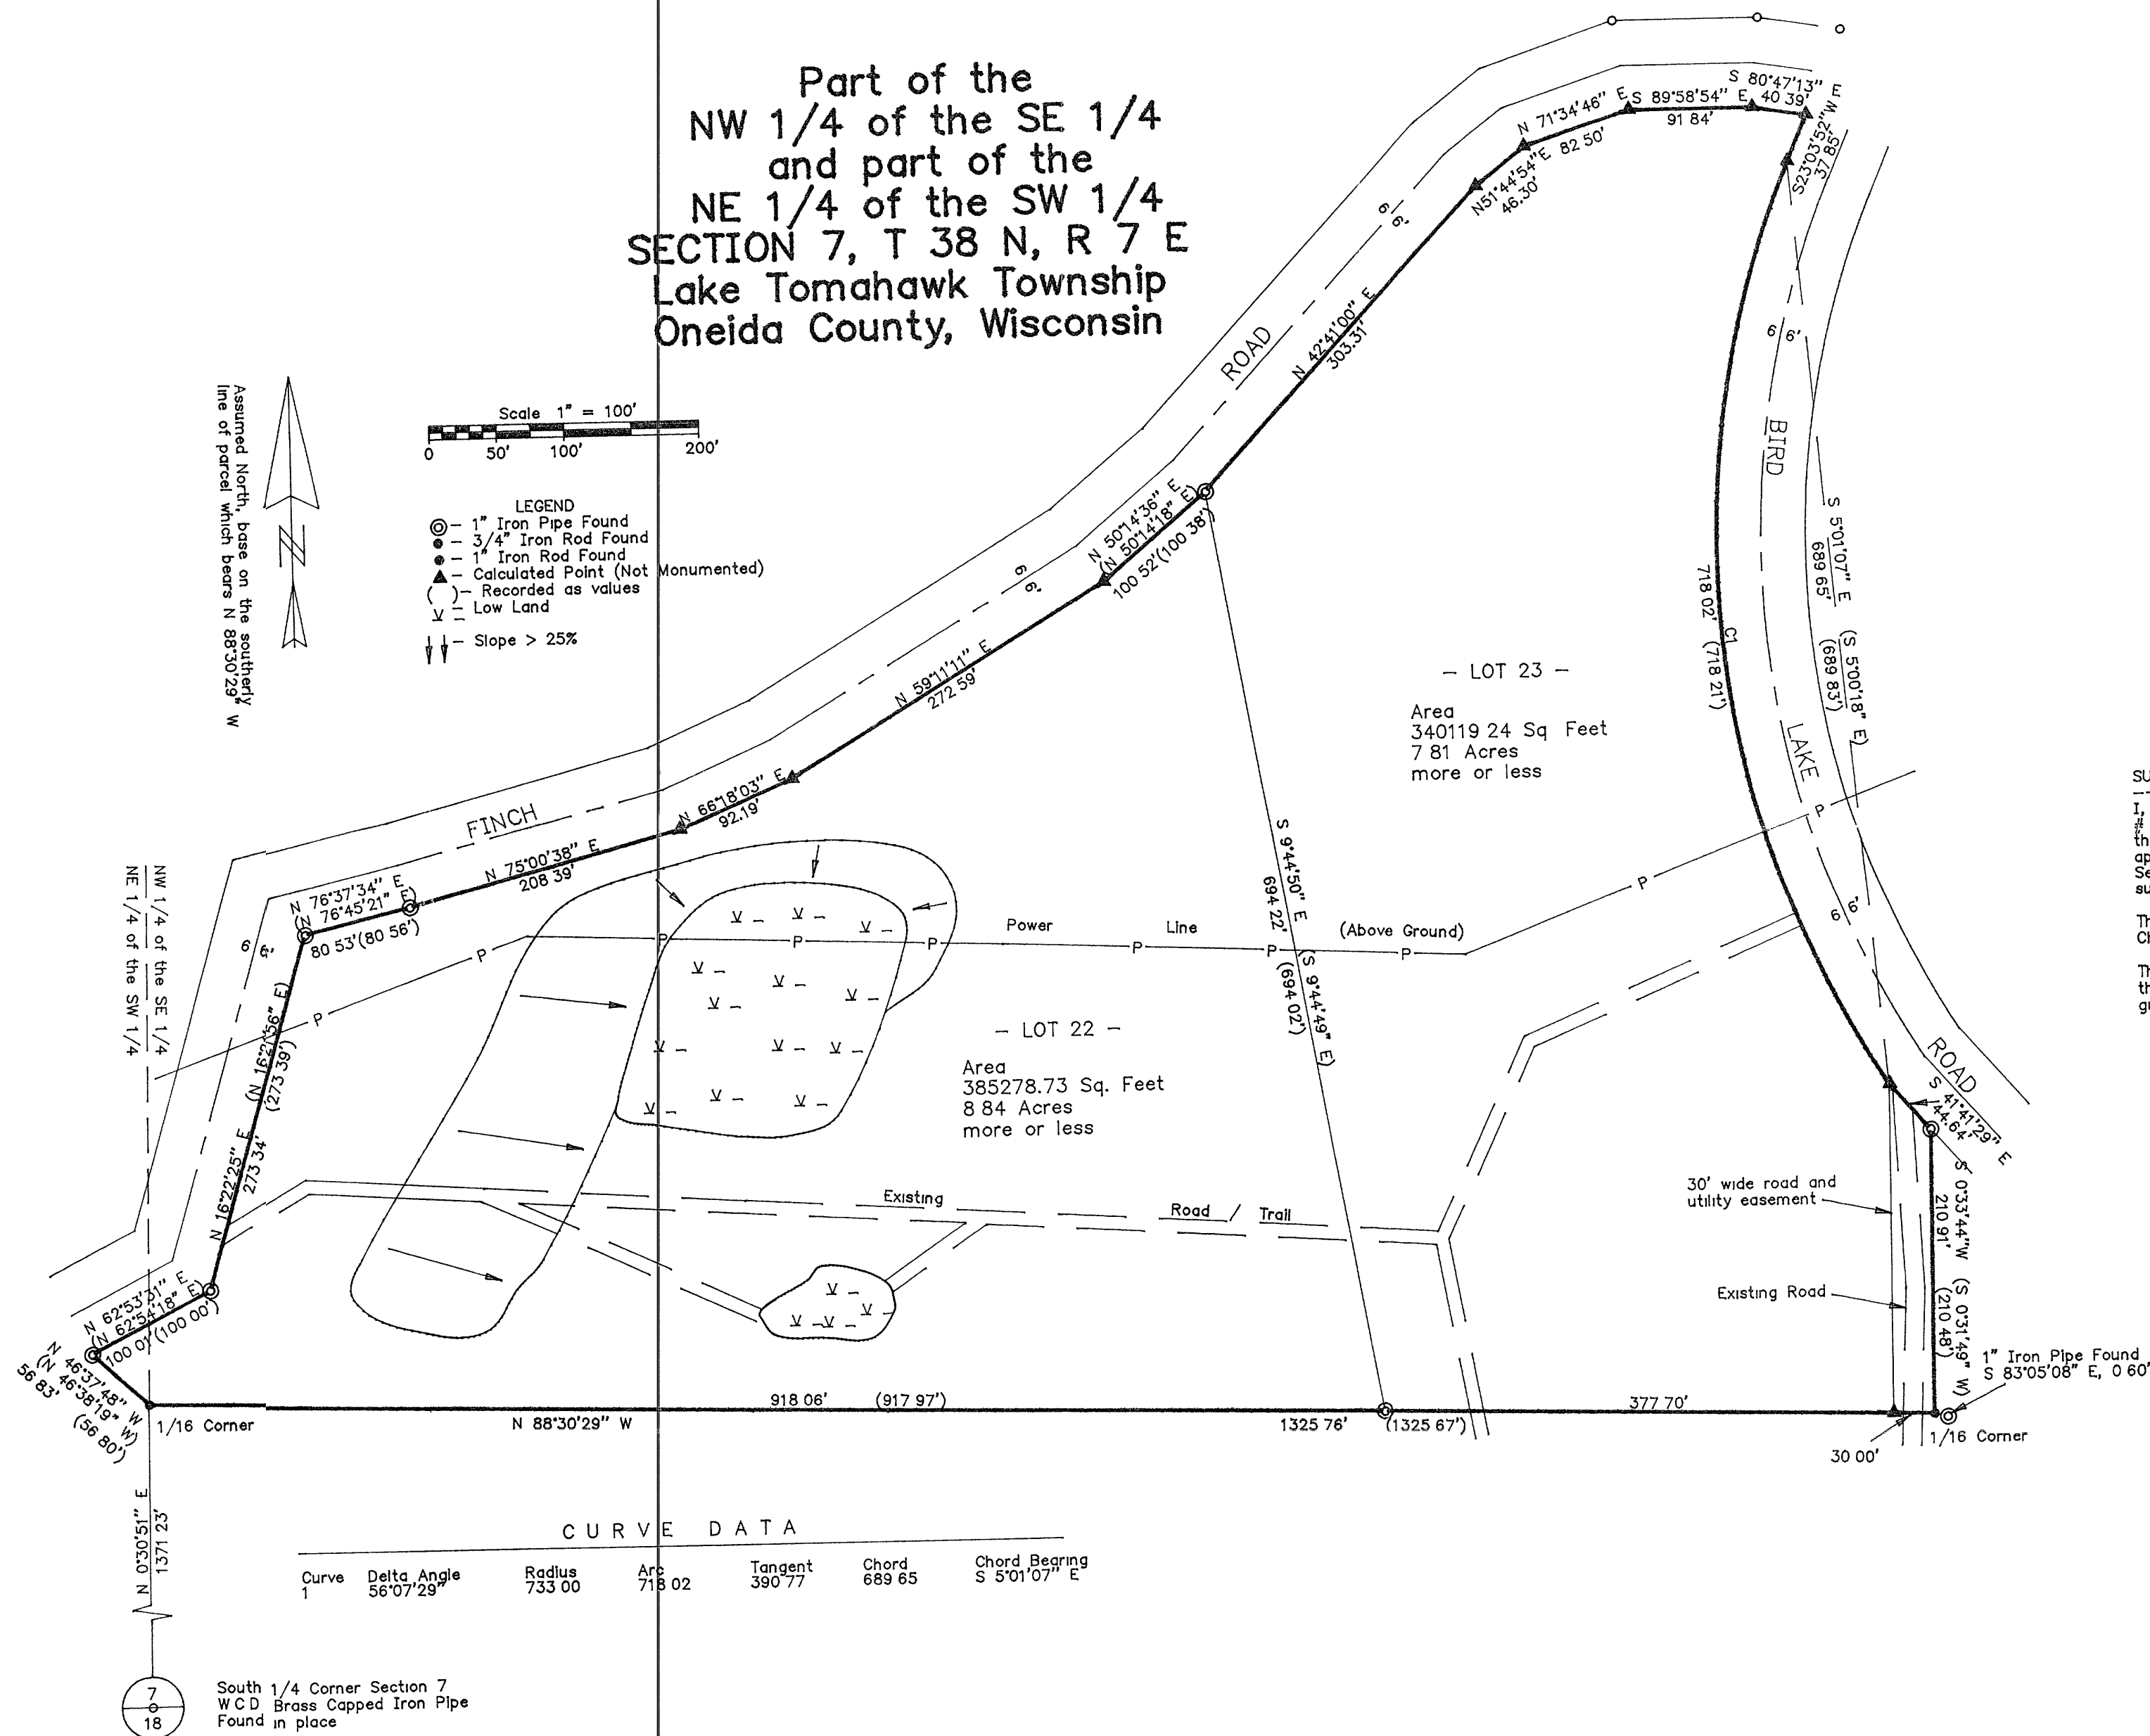 Part of the
NW 1/4 of the SE 1/4
and part of the
NE 1/4 of the SW 1/4
SECTION 7, T 38 N, R 7 E
Lake Tomahawk Township
Oneida County, Wisconsin
Assumed North, base on the southerly
line of parcel which bears N 88°30'29" W
N
Scale 1" = 100'
0 50' 100' 200'
LEGEND
1" Iron Pipe Found
3/4" Iron Rod Found
1" Iron Rod Found
Calculated Point (Not Monumented)
( ) Recorded as values
Low Land
Slope > 25%
S 80°47'13" E
40 39'
S 89°58'54" E
91 84'
N 71°34'46" E
82 50'
N51°44'54"E
46.30'
S23°03'52"W
37 85'
66'
ROAD
N 42°41'00" E
303.31'
66'
BIRD
N 50°14'36" E
(N 50°14'18" E)
100 52'(100 38')
S 5°01'07" E (S 5°00'18" E)
689 65' (689 83')
C1
718 02' (718 21')
66'
N 59°11'11" E
272 59'
- LOT 23 -
Area
340119 24 Sq Feet
7 81 Acres
more or less
LAKE
N 66°18'03" E
92.19'
FINCH
N 75°00'38" E
208 39'
N 76°37'34" E
(N 76°45'21" E)
80 53'(80 56')
NW 1/4 of the SE 1/4
NE 1/4 of the SW 1/4
66'
S 9°44'50" E (S 9°44'49" E)
694 22' (694 02')
P P P Power P Line P (Above Ground) P P P P
66'
N 16°22'25" E (N 16°21'56" E)
273 34' (273 39')
- LOT 22 -
Area
385278.73 Sq. Feet
8 84 Acres
more or less
ROAD
S 41°41'29" E
44.64'
30' wide road and
utility easement
Existing Road / Trail
S 0°33'44"W (S 0°31'49" W)
210 91' (210 48')
Existing Road
N 62°53'31" E
(N 62°54'18" E)
100 01'(100 00')
N 46°37'48" W
(N 46°38'19" W)
56 83' (56 80')
1/16 Corner
918 06' (917 97')
N 88°30'29" W
1325 76' (1325 67')
377 70'
1" Iron Pipe Found
S 83°05'08" E, 0 60'
1/16 Corner
30 00'
N 0°30'51" E
1371 23'
CURVE DATA
Curve Delta Angle Radius Arc Tangent Chord Chord Bearing
1 56°07'29" 733 00 718 02 390 77 689 65 S 5°01'07" E
7
18
South 1/4 Corner Section 7
W C D Brass Capped Iron Pipe
Found in place